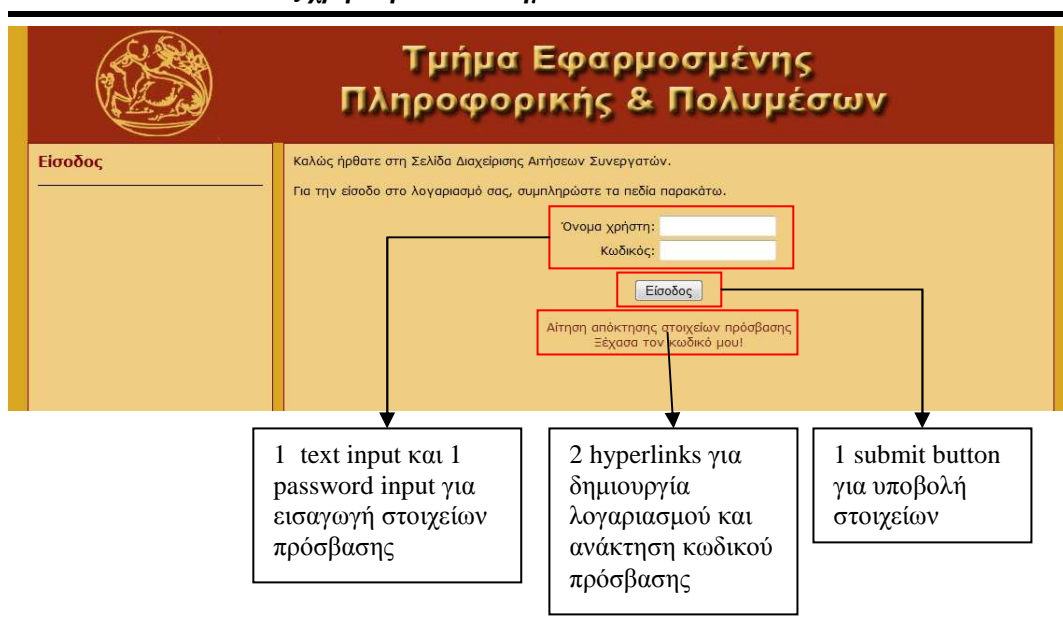 Τμήμα Εφαρμοσμένης
Πληροφορικής & Πολυμέσων
Είσοδος
Καλώς ήρθατε στη Σελίδα Διαχείρισης Αιτήσεων Συνεργατών.
Για την είσοδο στο λογαριασμό σας, συμπληρώστε τα πεδία παρακάτω.
Όνομα χρήστη:
Κωδικός:
Είσοδος
Αίτηση απόκτησης στοιχείων πρόσβασης
Ξέχασα τον κωδικό μου!
1 text input και 1
password input για
εισαγωγή στοιχείων
πρόσβασης
2 hyperlinks για
δημιουργία
λογαριασμού και
ανάκτηση κωδικού
πρόσβασης
1 submit button
για υποβολή
στοιχείων